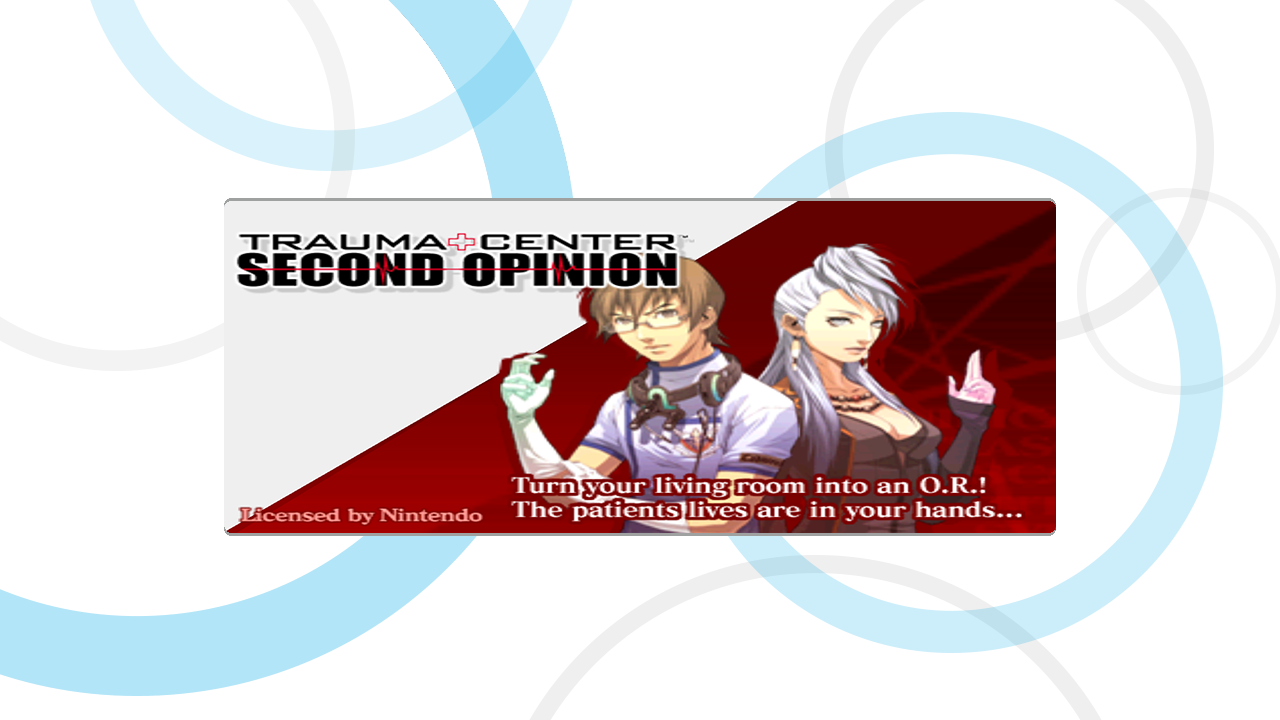 TRAUMA CENTER™
SECOND OPINION
Turn your living room into an O.R.!
The patients lives are in your hands...
Licensed by Nintendo